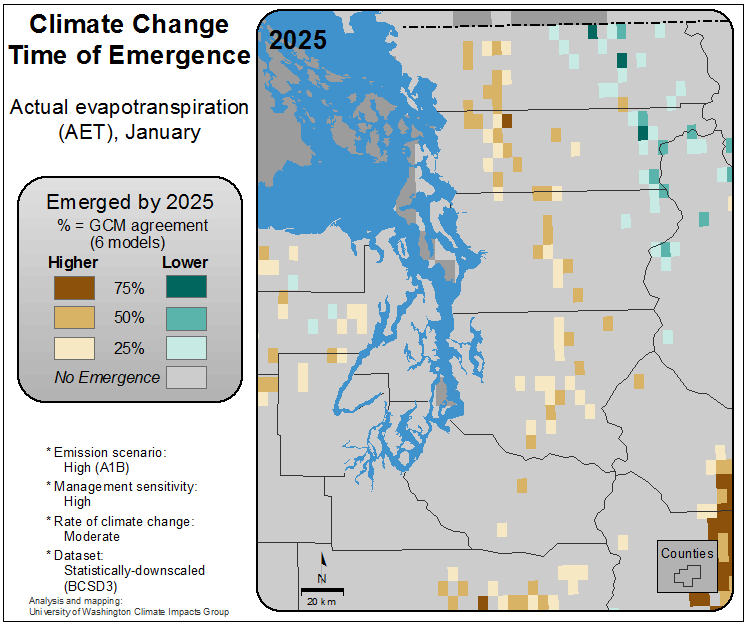 Climate Change
Time of Emergence
Actual evapotranspiration
(AET), January
Emerged by 2025
% = GCM agreement
(6 models)
Higher Lower
75%
50%
25%
No Emergence
* Emission scenario:
High (A1B)
* Management sensitivity:
High
* Rate of climate change:
Moderate
* Dataset:
Statistically-downscaled
(BCSD3)
Analysis and mapping:
University of Washington Climate Impacts Group
2025
N
20 km
Counties